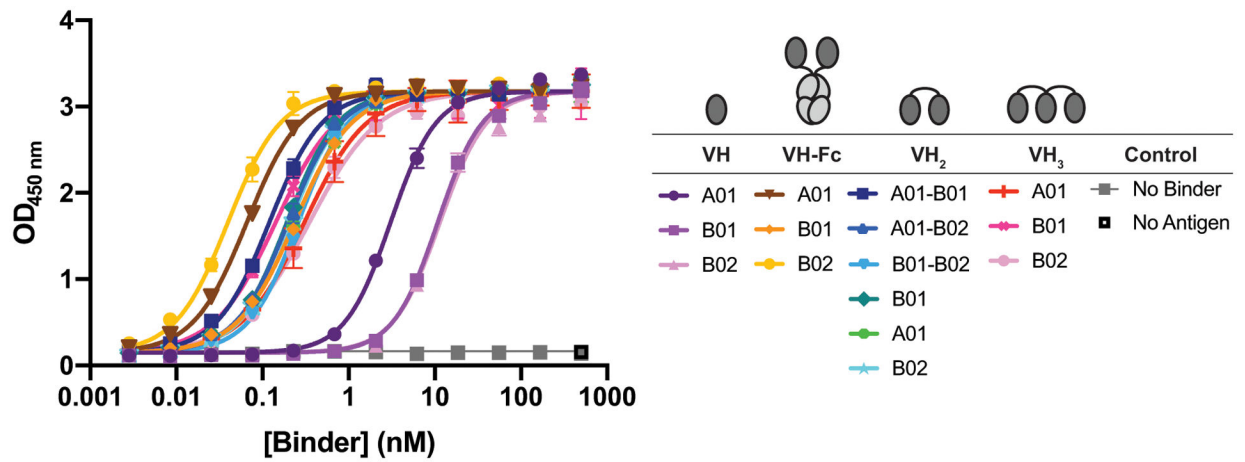 4
3
2
1
0
OD450 nm
0.001 0.01 0.1 1 10 100 1000
[Binder] (nM)
VH VH-Fc VH2 VH3 Control
A01 A01 A01-B01 A01 No Binder
B01 B01 A01-B02 B01 No Antigen
B02 B02 B01-B02 B02
B01
A01
B02